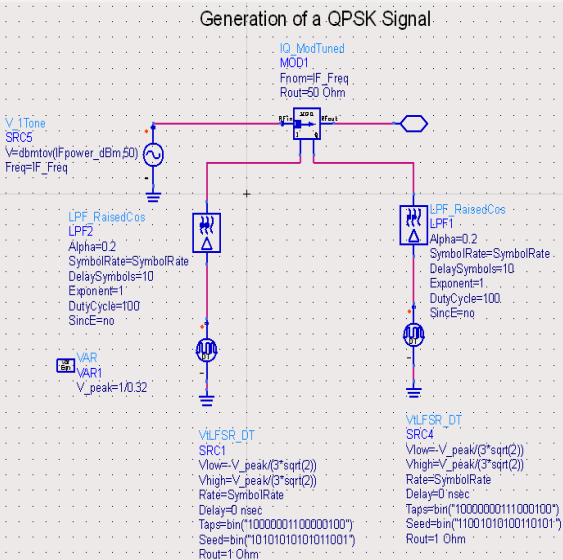 Generation of a QPSK Signal
IQ_ModTuned
MOD1
Fnom=IF_Freq
Rout=50 Ohm
V_1Tone
SRC5
V=dbmtov(IFpower_dBm,50)
Freq=IF_Freq
LPF_RaisedCos
LPF2
Alpha=0.2
SymbolRate=SymbolRate
DelaySymbols=10
Exponent=1
DutyCycle=100
SincE=no
LPF_RaisedCos
LPF1
Alpha=0.2
SymbolRate=SymbolRate
DelaySymbols=10
Exponent=1
DutyCycle=100
SincE=no
VAR
VAR1
V_peak=1/0.32
VtLFSR_DT
SRC1
Vlow=-V_peak/(3*sqrt(2))
Vhigh=V_peak/(3*sqrt(2))
Rate=SymbolRate
Delay=0 nsec
Taps=bin("10000001100000100")
Seed=bin("10101010101011001")
Rout=1 Ohm
VtLFSR_DT
SRC4
Vlow=-V_peak/(3*sqrt(2))
Vhigh=V_peak/(3*sqrt(2))
Rate=SymbolRate
Delay=0 nsec
Taps=bin("10000000111000100")
Seed=bin("11001010100110101")
Rout=1 Ohm